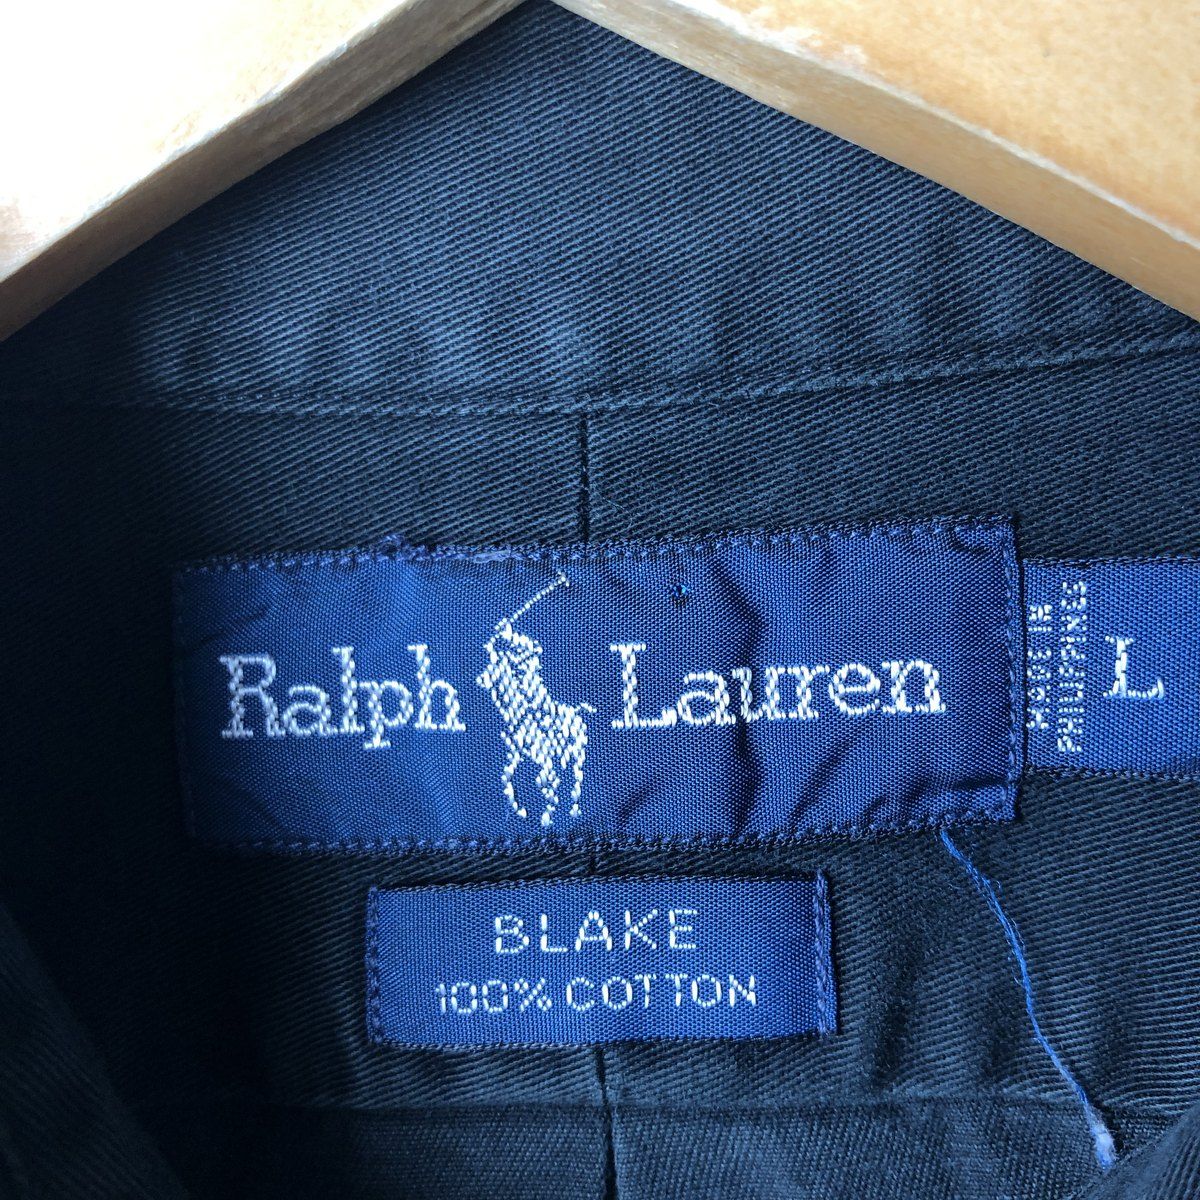 Ralph Lauren
MADE IN
PHILIPPINES
L
BLAKE
100% COTTON